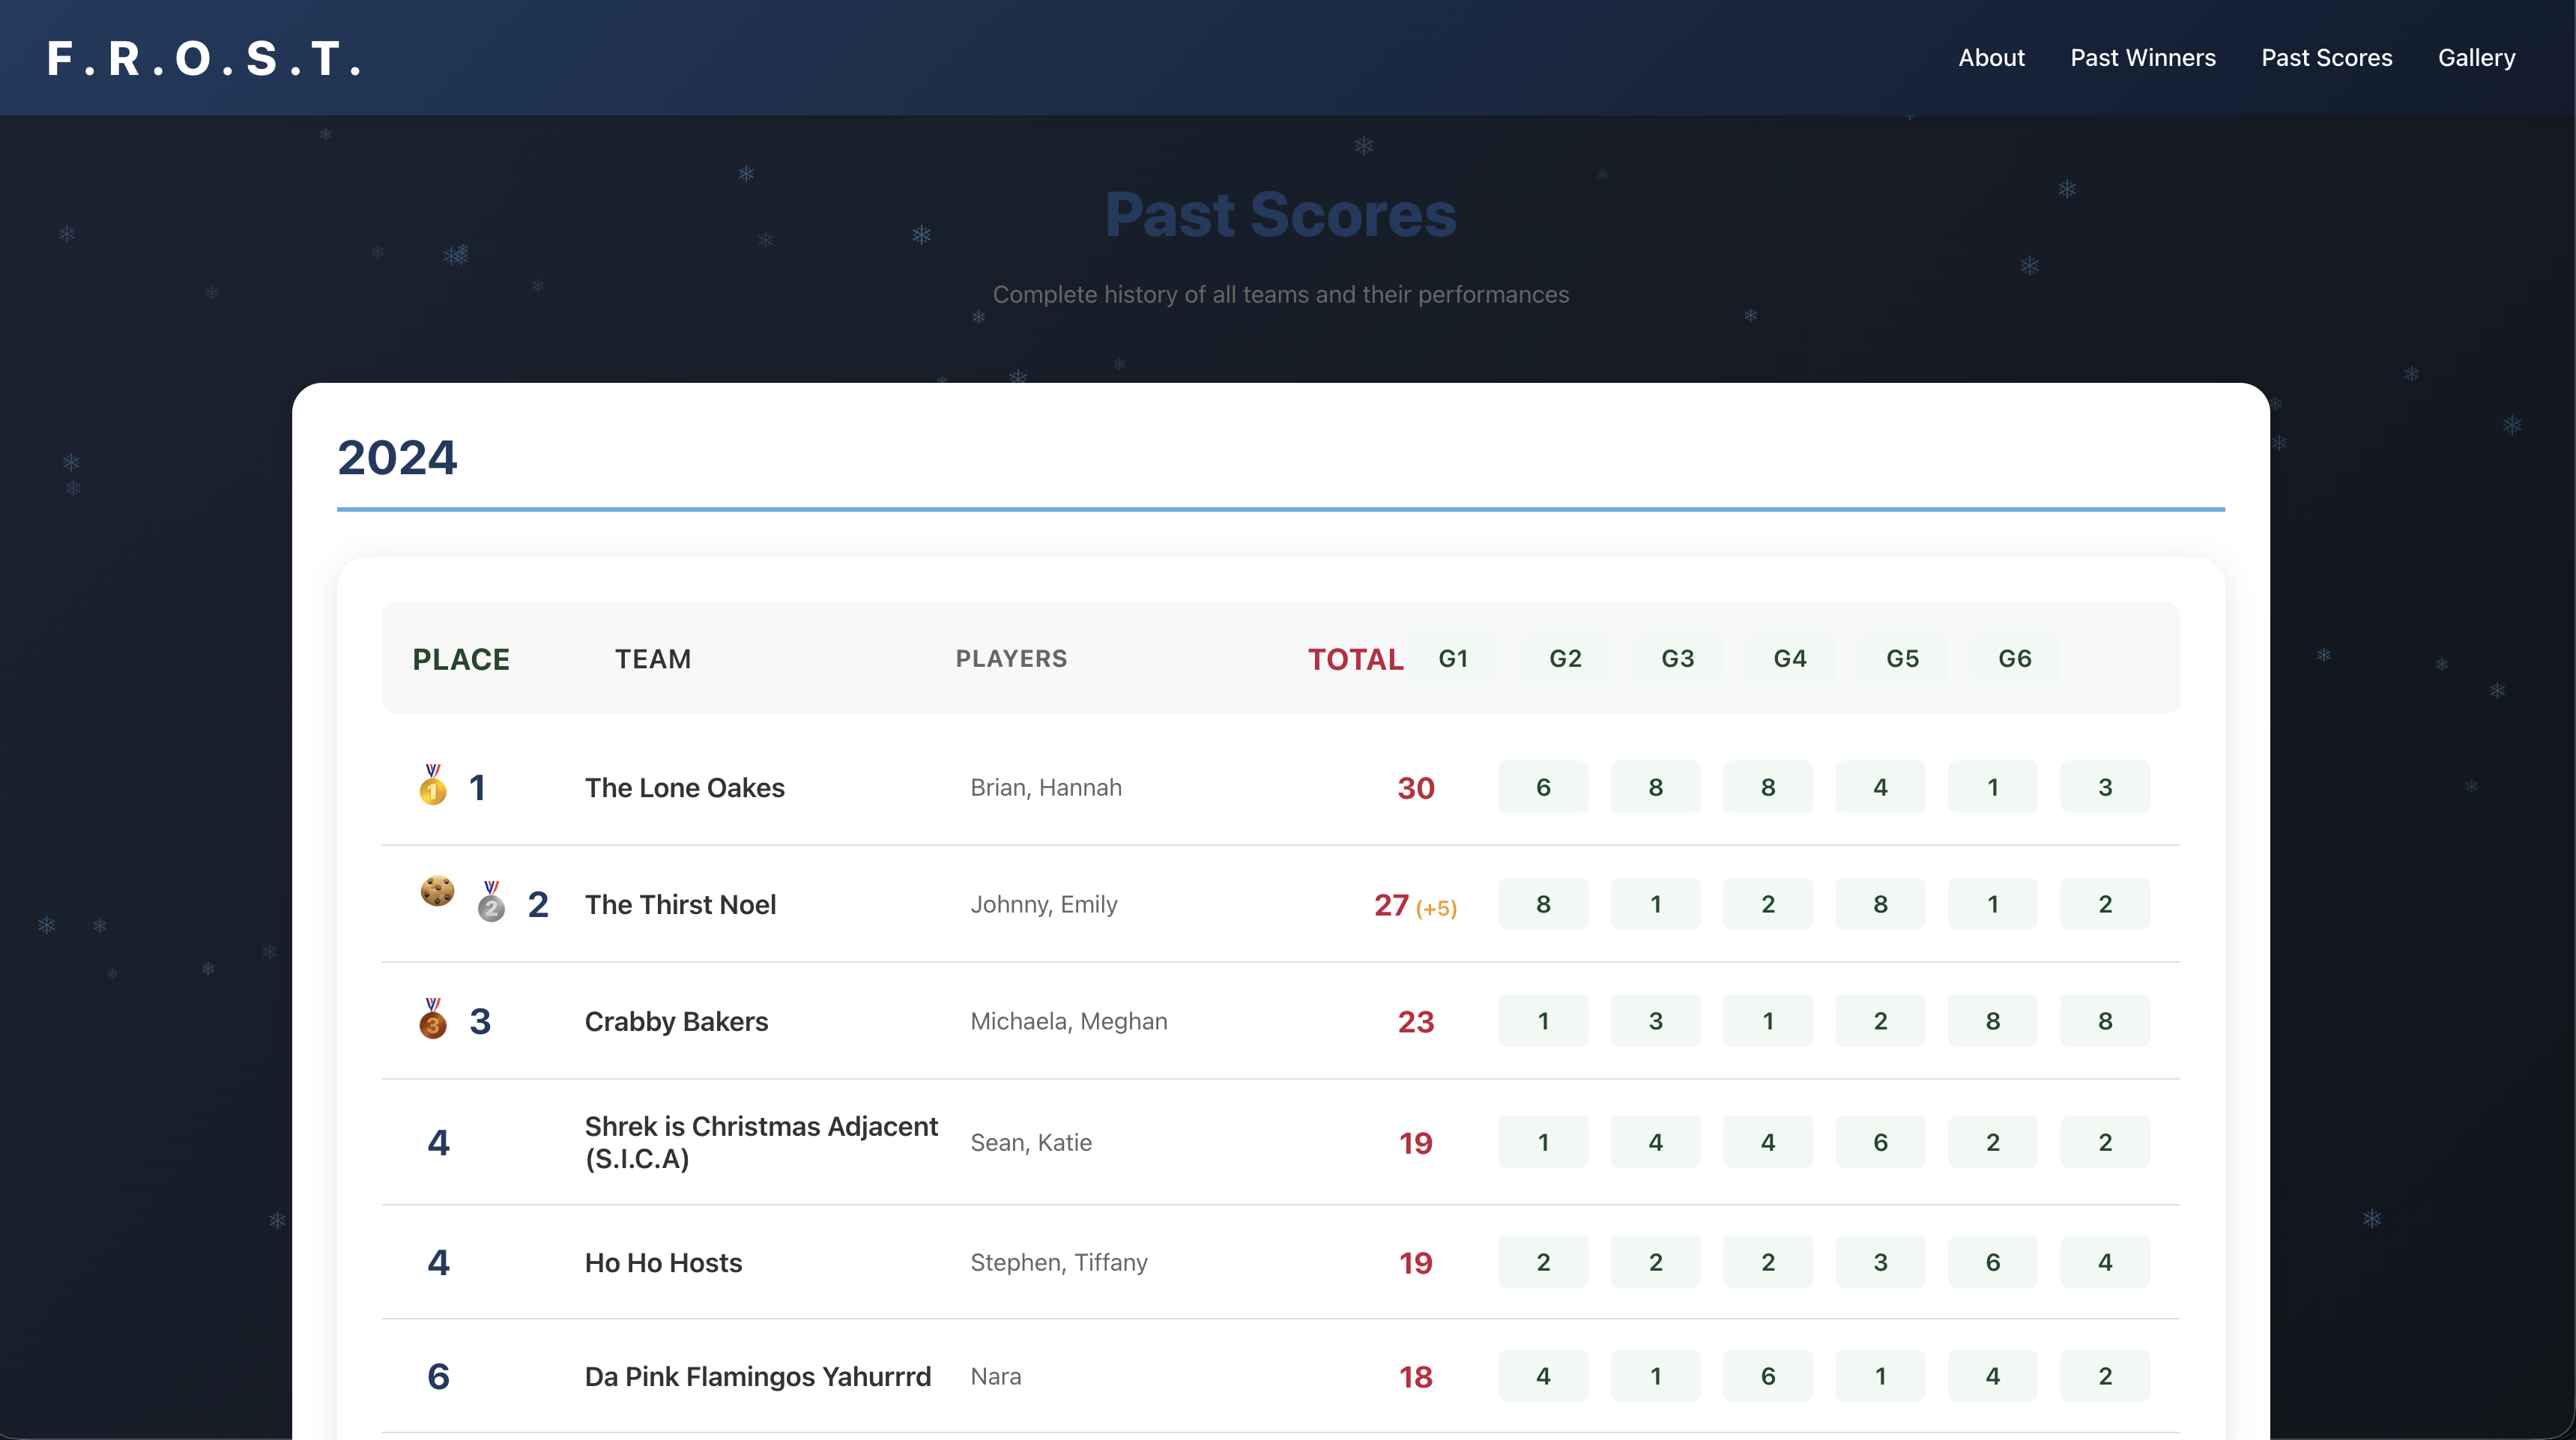 F.R.O.S.T.
About Past Winners Past Scores Gallery
Past Scores
Complete history of all teams and their performances
2024
PLACE TEAM PLAYERS TOTAL G1 G2 G3 G4 G5 G6
1 1 The Lone Oakes Brian, Hannah 30 6 8 8 4 1 3
2 2 The Thirst Noel Johnny, Emily 27 (+5) 8 1 2 8 1 2
3 3 Crabby Bakers Michaela, Meghan 23 1 3 1 2 8 8
4 Shrek is Christmas Adjacent
(S.I.C.A) Sean, Katie 19 1 4 4 6 2 2
4 Ho Ho Hosts Stephen, Tiffany 19 2 2 2 3 6 4
6 Da Pink Flamingos Yahurrrd Nara 18 4 1 6 1 4 2